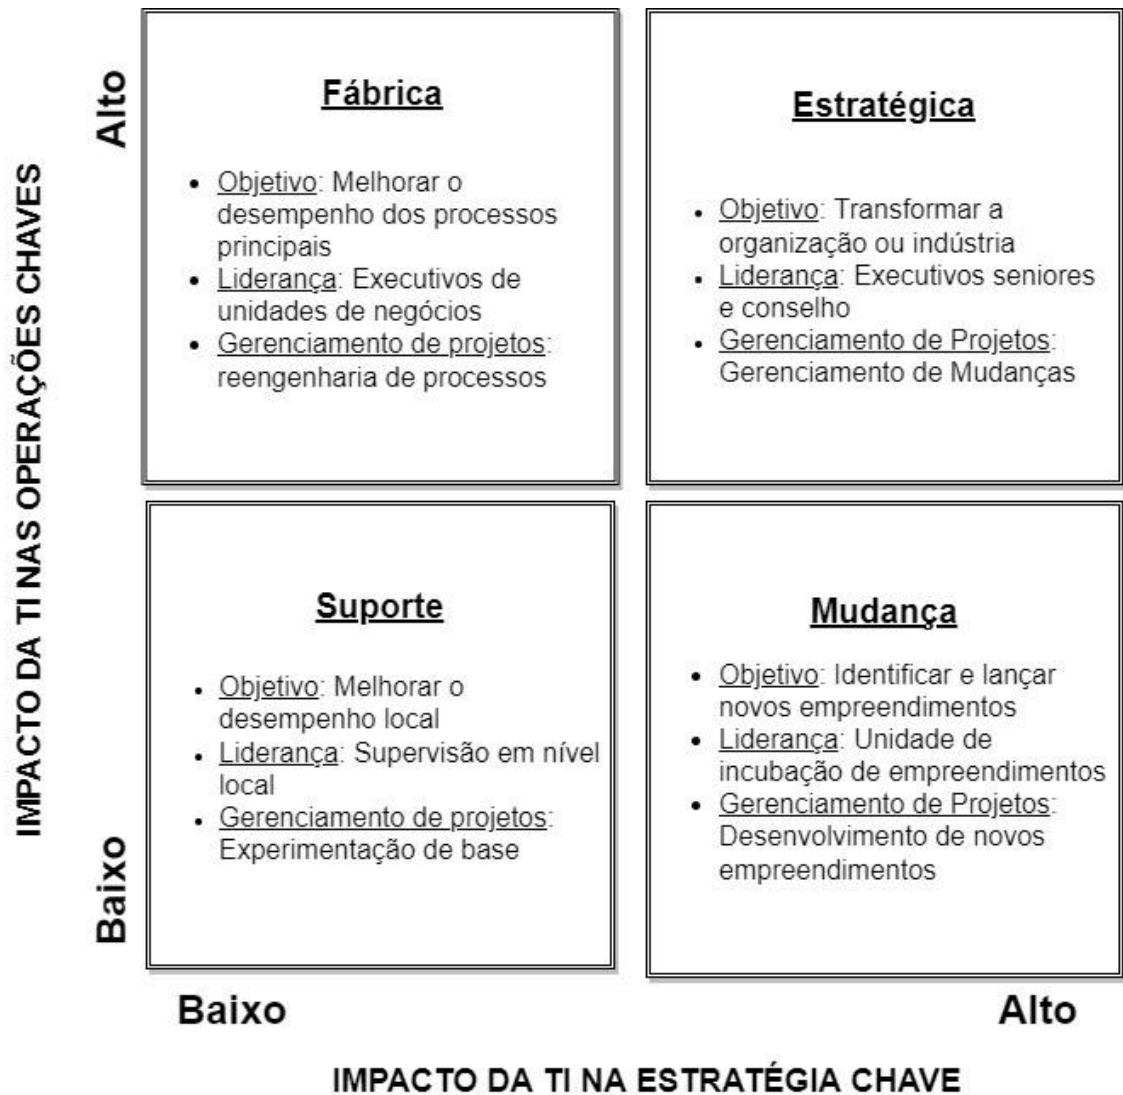 IMPACTO DA TI NAS OPERAÇÕES CHAVES
Alto
Fábrica
• Objetivo: Melhorar o
desempenho dos processos
principais
• Liderança: Executivos de
unidades de negócios
• Gerenciamento de projetos:
reengenharia de processos
Estratégica
• Objetivo: Transformar a
organização ou indústria
• Liderança: Executivos seniores
e conselho
• Gerenciamento de Projetos:
Gerenciamento de Mudanças
Baixo
Suporte
• Objetivo: Melhorar o
desempenho local
• Liderança: Supervisão em nível
local
• Gerenciamento de projetos:
Experimentação de base
Mudança
• Objetivo: Identificar e lançar
novos empreendimentos
• Liderança: Unidade de
incubação de empreendimentos
• Gerenciamento de Projetos:
Desenvolvimento de novos
empreendimentos
Baixo
Alto
IMPACTO DA TI NA ESTRATÉGIA CHAVE